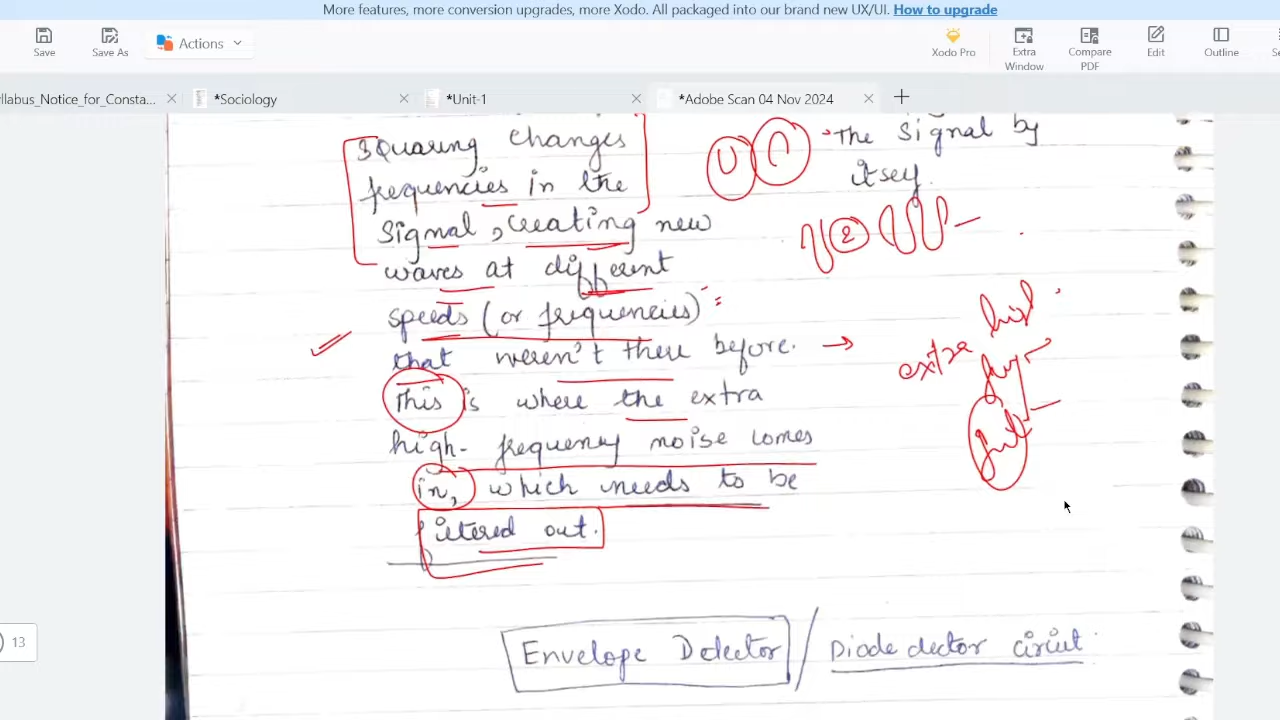 More features, more conversion upgrades, more Xodo. All packaged into our brand new UX/UI. How to upgrade
Save
Save As
Actions
Xodo Pro
Extra Window
Compare PDF
Edit
Outline
llabus_Notice_for_Consta...
*Sociology
*Unit-1
*Adobe Scan 04 Nov 2024
squaring changes
frequencies in the
signal, creating new
waves at different
speeds (or frequencies)
that weren't there before.
This is where the extra
high-frequency noise comes
in, which needs to be
filtered out.
the signal by
itself.
2
extra high
Envelope Detector / Diode dector circiut.
13